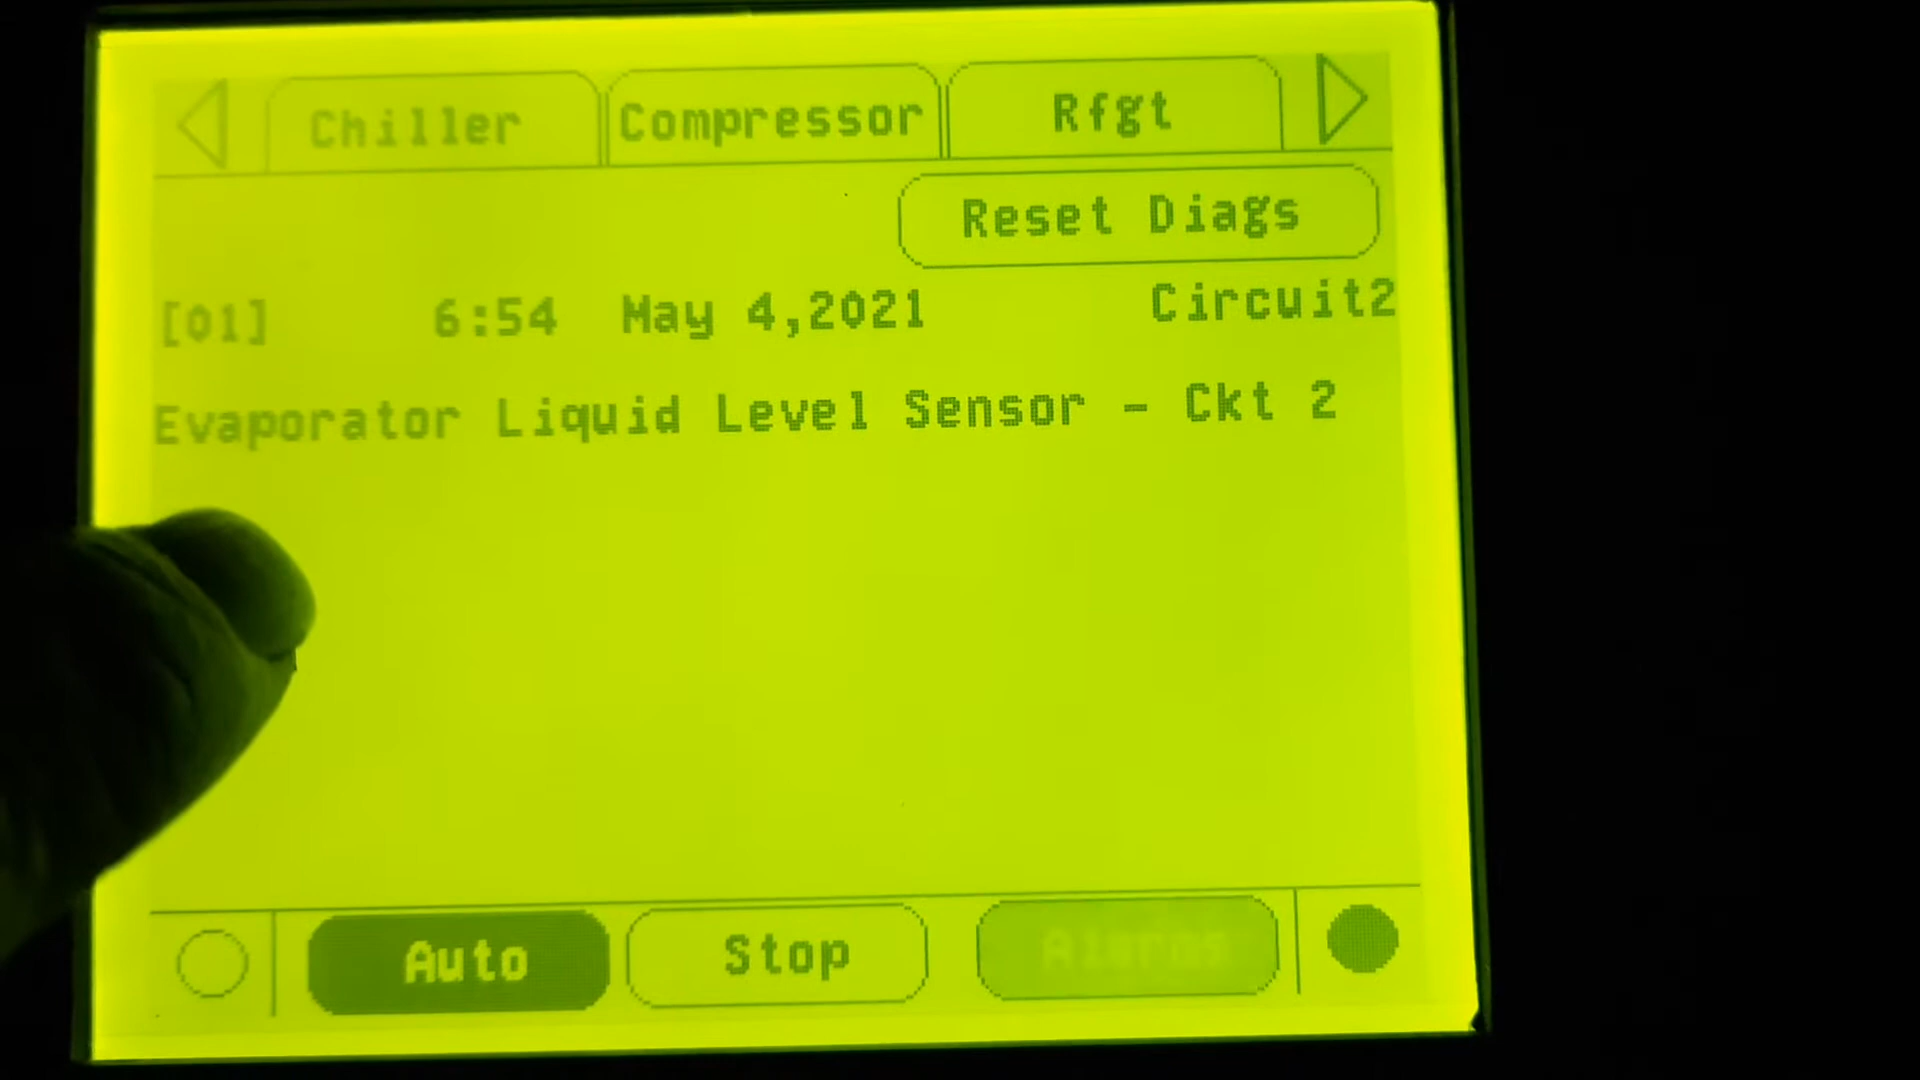 Chiller Compressor Rfgt
Reset Diags
[01] 6:54 May 4,2021 Circuit2
Evaporator Liquid Level Sensor - Ckt 2
Auto Stop Alarms